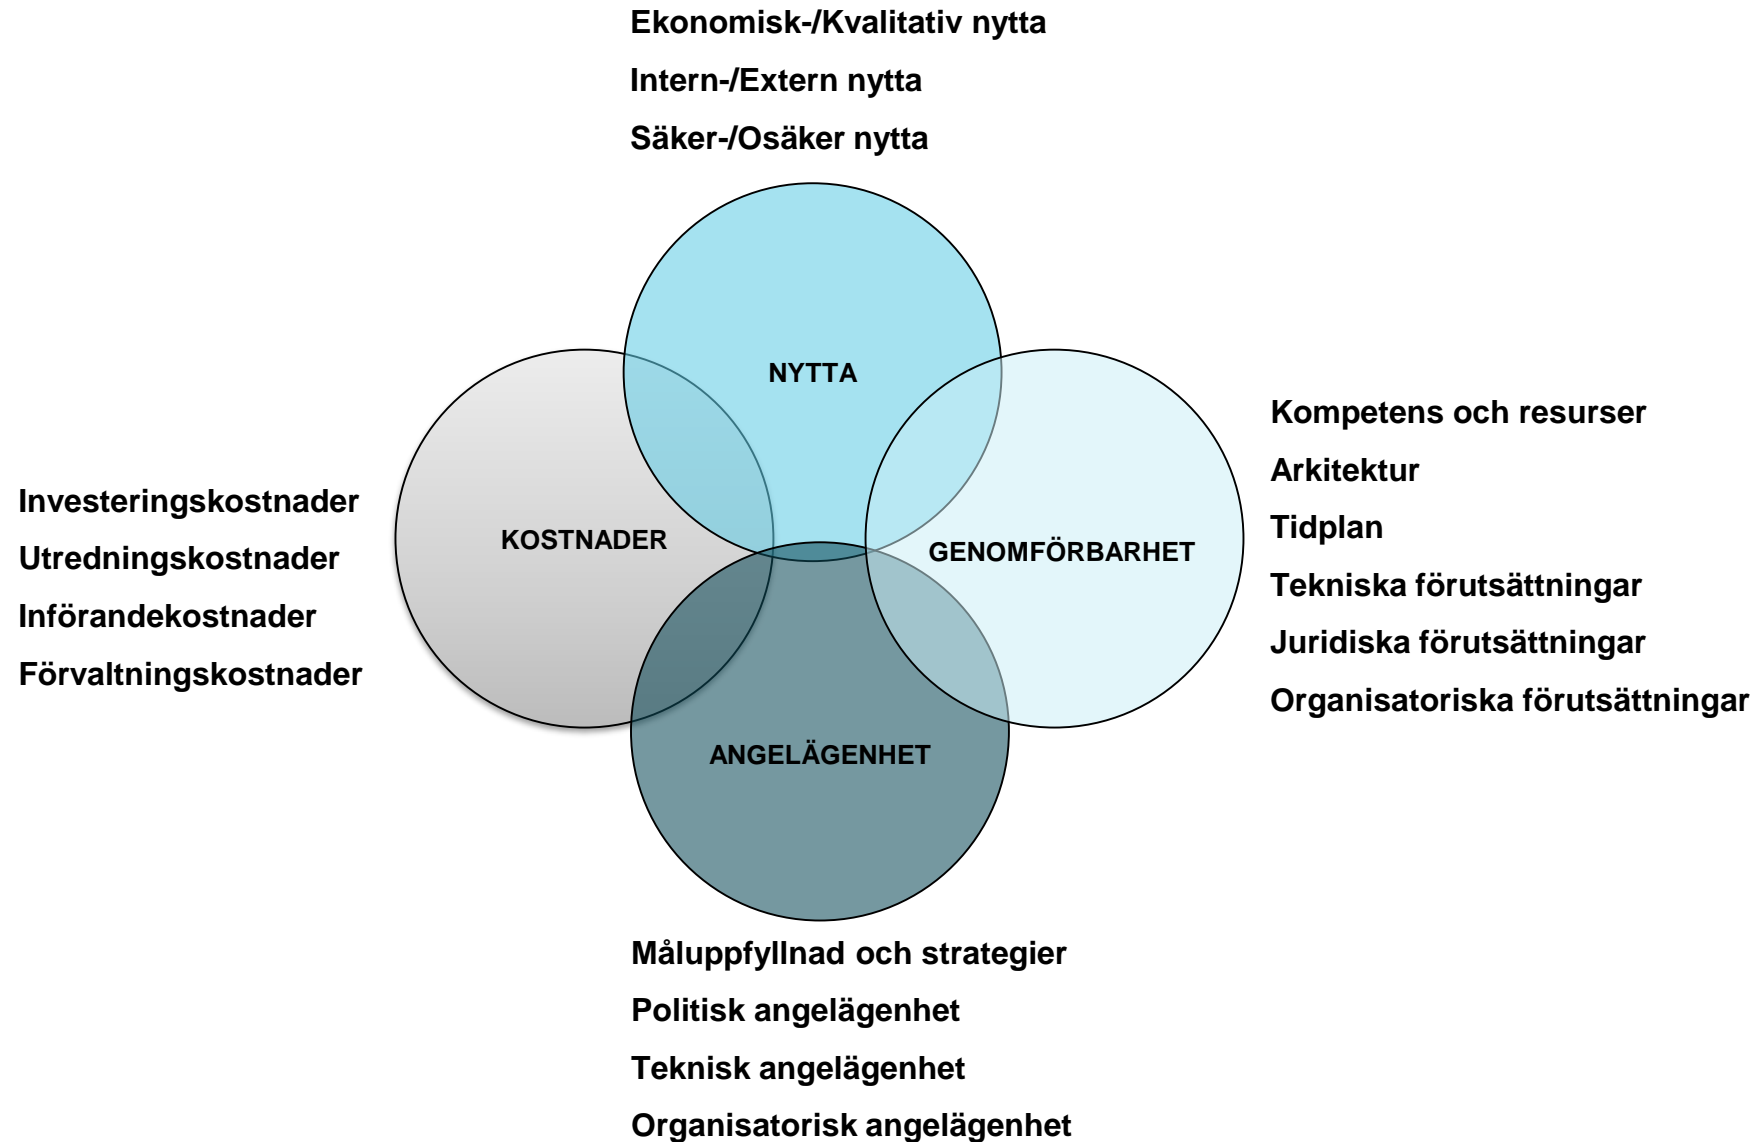 Ekonomisk-/Kvalitativ nytta
Intern-/Extern nytta
Säker-/Osäker nytta
NYTTA
KOSTNADER
GENOMFÖRBARHET
ANGELÄGENHET
Investeringskostnader
Utredningskostnader
Införandekostnader
Förvaltningskostnader
Kompetens och resurser
Arkitektur
Tidplan
Tekniska förutsättningar
Juridiska förutsättningar
Organisatoriska förutsättningar
Måluppfyllnad och strategier
Politisk angelägenhet
Teknisk angelägenhet
Organisatorisk angelägenhet